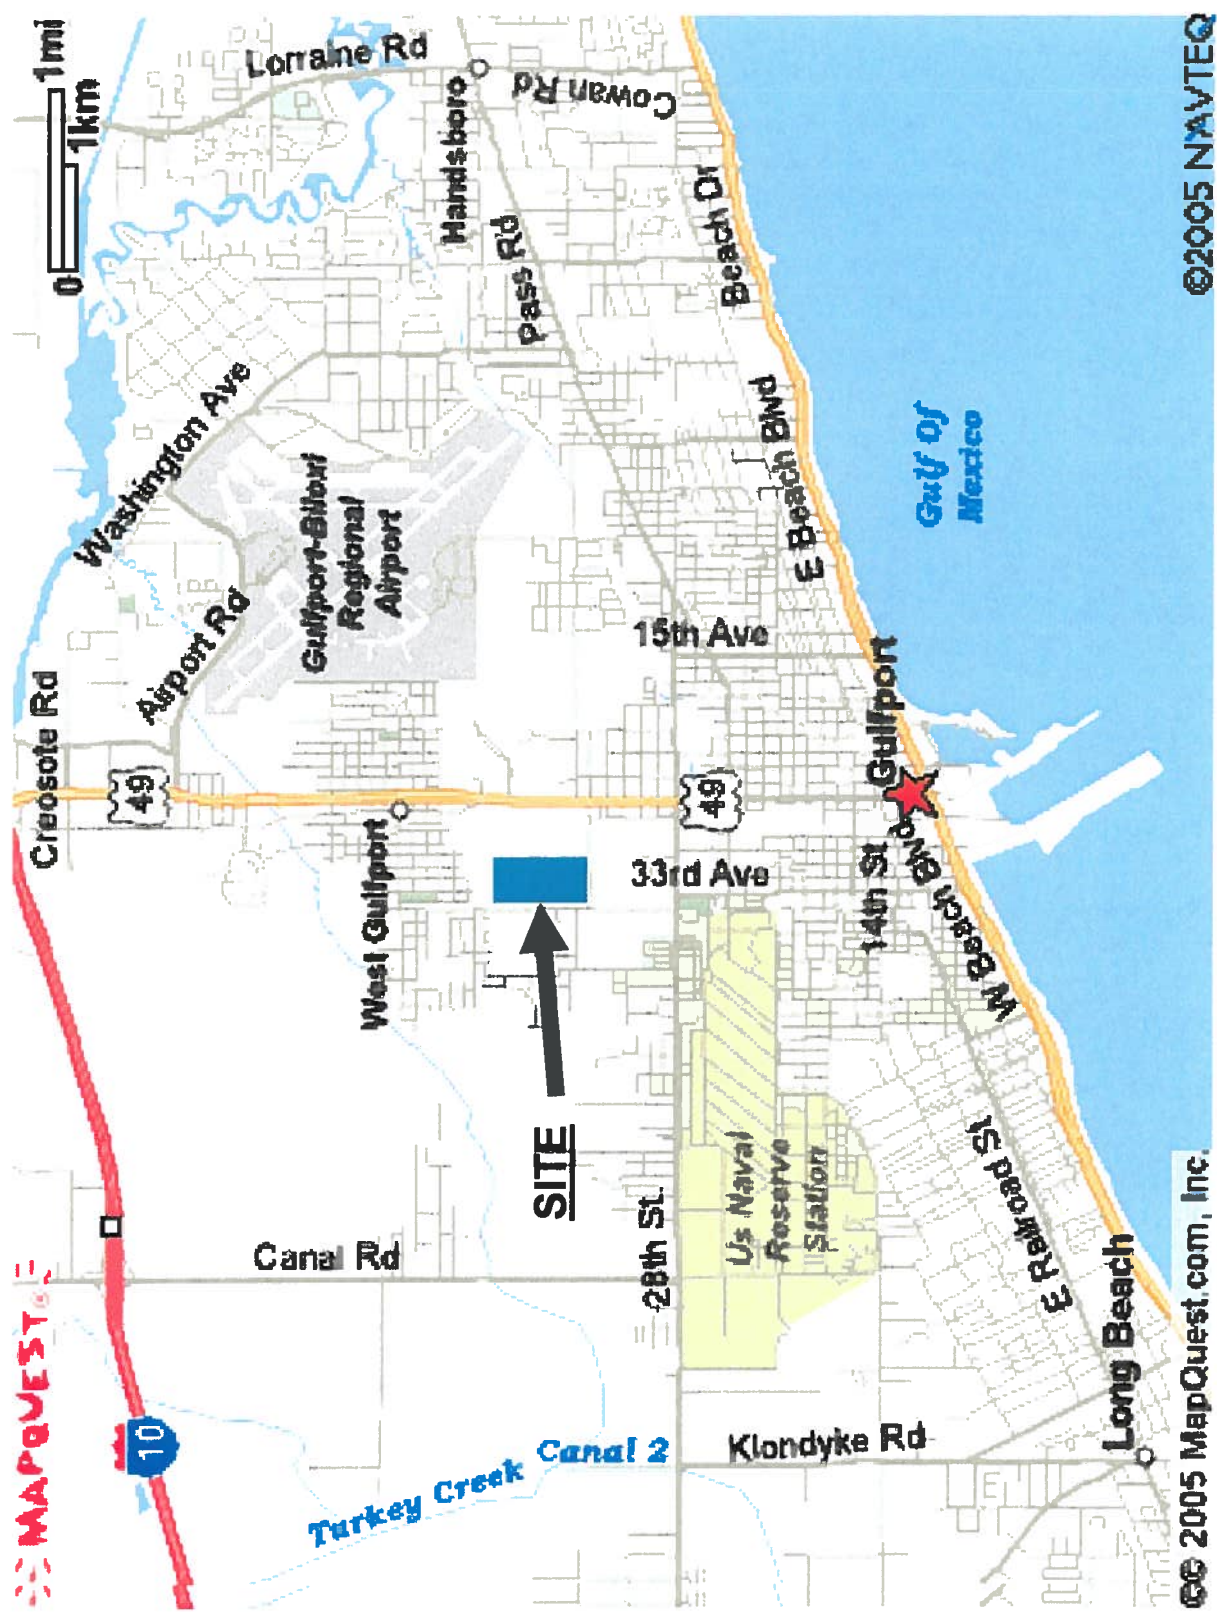 MAPQUEST
0
1mi
1km
Creosote Rd
Lorraine Rd
Washington Ave
Airport Rd
49
10
Canal Rd
Gulfport-Biloxi
Regional
Airport
Handsboro
Cowan Rd
Pass Rd
West Gulfport
SITE
Turkey Creek
Canal 2
28th St.
33rd Ave
15th Ave
49
Beach Dr
E Beach Blvd
Us Naval
Reserve
Station
Klondyke Rd
14th St
Gulfport
W Beach Blvd
E Railroad St
Long Beach
Gulf Of
Mexico
2005 MapQuest.com, Inc.
©2005 NAVTEQ